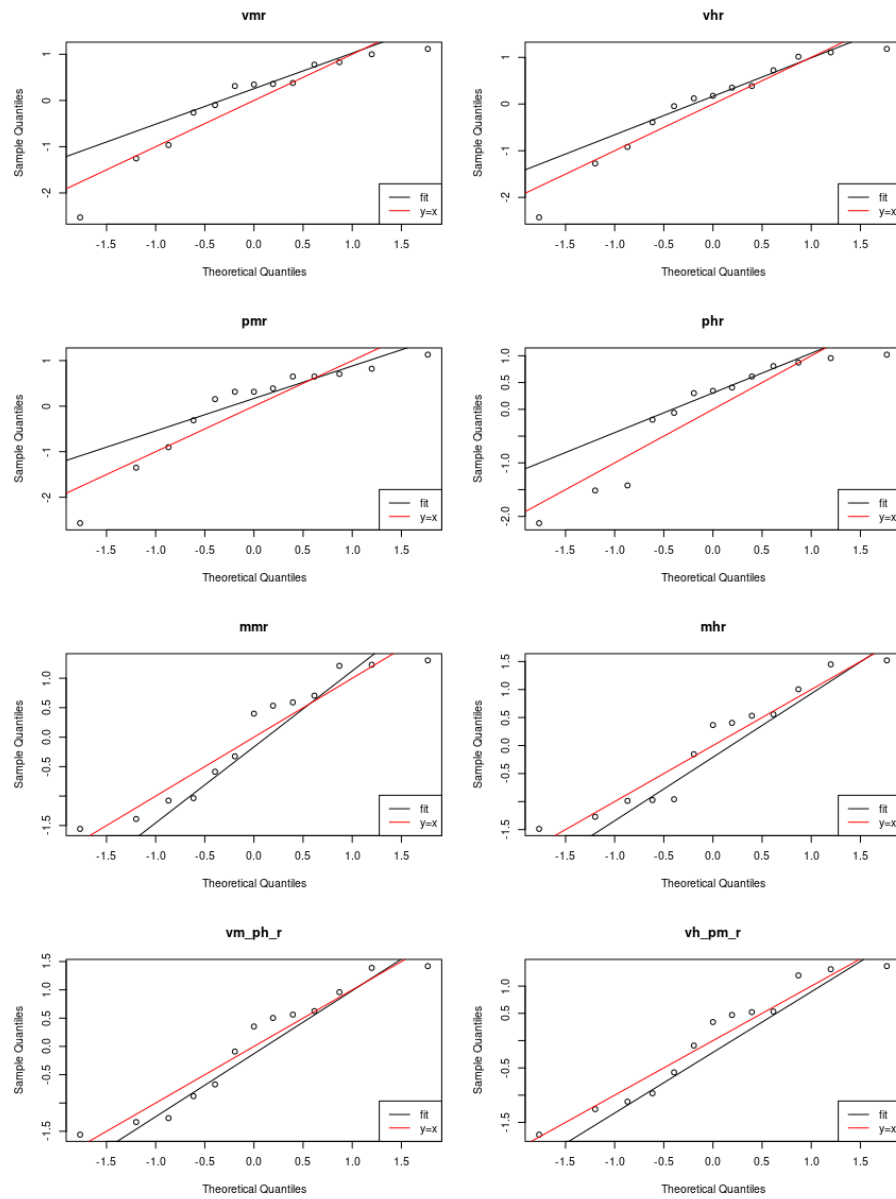 vmr
vhr
Sample Quantiles
1
0
-1
-2
fit
y=x
-1.5 -1.0 -0.5 0.0 0.5 1.0 1.5
Theoretical Quantiles
Sample Quantiles
1
0
-1
-2
fit
y=x
-1.5 -1.0 -0.5 0.0 0.5 1.0 1.5
Theoretical Quantiles
pmr
phr
Sample Quantiles
1
0
-1
-2
fit
y=x
-1.5 -1.0 -0.5 0.0 0.5 1.0 1.5
Theoretical Quantiles
Sample Quantiles
1.0
0.5
0.0
-1.0
-2.0
fit
y=x
-1.5 -1.0 -0.5 0.0 0.5 1.0 1.5
Theoretical Quantiles
mmr
mhr
Sample Quantiles
1.0
0.5
0.0
-0.5
-1.5
fit
y=x
-1.5 -1.0 -0.5 0.0 0.5 1.0 1.5
Theoretical Quantiles
Sample Quantiles
1.5
1.0
0.5
0.0
-0.5
-1.5
fit
y=x
-1.5 -1.0 -0.5 0.0 0.5 1.0 1.5
Theoretical Quantiles
vm_ph_r
vh_pm_r
Sample Quantiles
1.5
1.0
0.5
0.0
-0.5
-1.5
fit
y=x
-1.5 -1.0 -0.5 0.0 0.5 1.0 1.5
Theoretical Quantiles
Sample Quantiles
1.0
0.5
0.0
-0.5
-1.5
fit
y=x
-1.5 -1.0 -0.5 0.0 0.5 1.0 1.5
Theoretical Quantiles